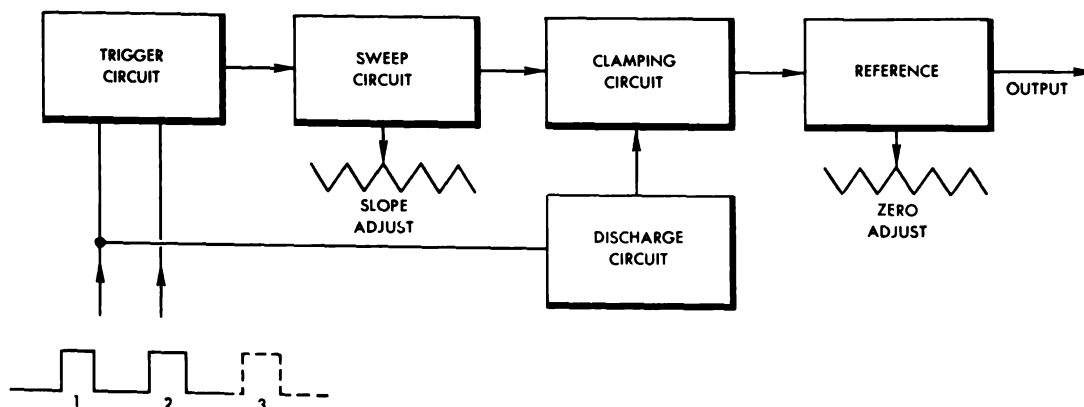 TRIGGER
CIRCUIT
SWEEP
CIRCUIT
CLAMPING
CIRCUIT
REFERENCE
OUTPUT
SLOPE
ADJUST
DISCHARGE
CIRCUIT
ZERO
ADJUST
1 2 3